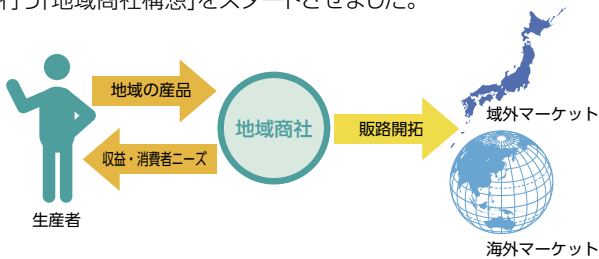 行う「地域商社構想」をスタートさせました。
地域の産品
地域商社
販路開拓
域外マーケット
収益・消費者ニーズ
生産者
海外マーケット